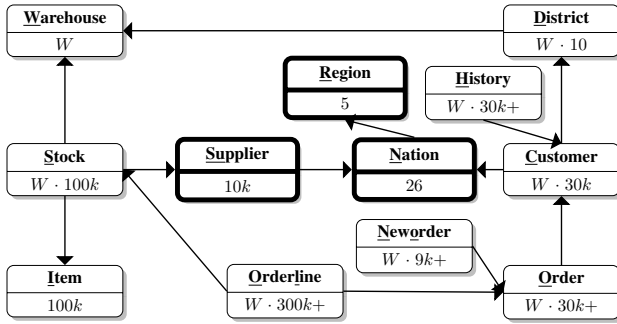 Warehouse
W
District
W · 10
Region
5
History
W · 30k+
Stock
W · 100k
Supplier
10k
Nation
26
Customer
W · 30k
Neworder
W · 9k+
Item
100k
Orderline
W · 300k+
Order
W · 30k+